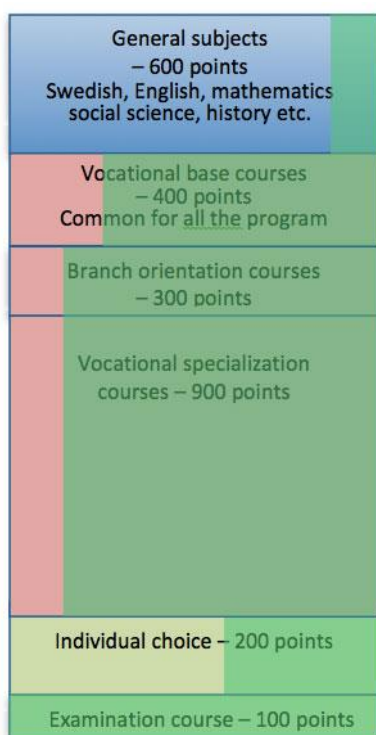 General subjects
– 600 points
Swedish, English, mathematics
social science, history etc.
Vocational base courses
– 400 points
Common for all the program
Branch orientation courses
– 300 points
Vocational specialization
courses – 900 points
Individual choice – 200 points
Examination course – 100 points